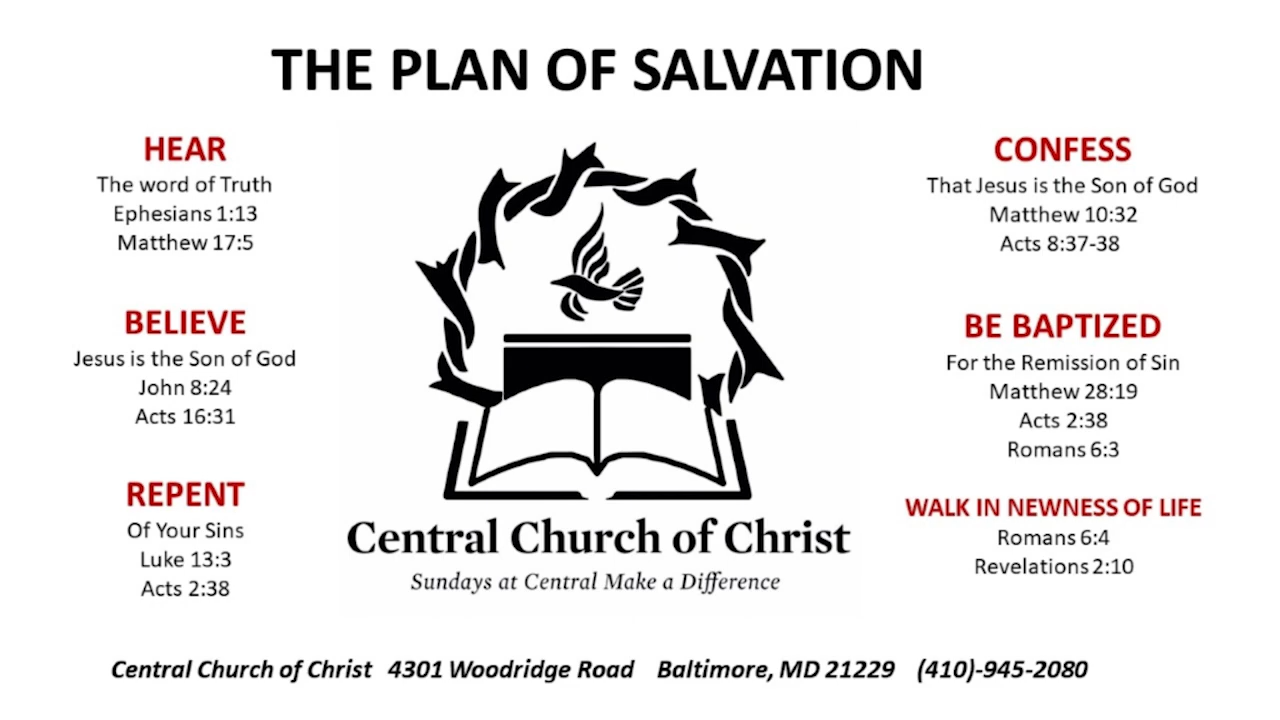 THE PLAN OF SALVATION
HEAR
The word of Truth
Ephesians 1:13
Matthew 17:5
BELIEVE
Jesus is the Son of God
John 8:24
Acts 16:31
REPENT
Of Your Sins
Luke 13:3
Acts 2:38
Central Church of Christ
Sundays at Central Make a Difference
CONFESS
That Jesus is the Son of God
Matthew 10:32
Acts 8:37-38
BE BAPTIZED
For the Remission of Sin
Matthew 28:19
Acts 2:38
Romans 6:3
WALK IN NEWNESS OF LIFE
Romans 6:4
Revelations 2:10
Central Church of Christ 4301 Woodridge Road Baltimore, MD 21229 (410)-945-2080